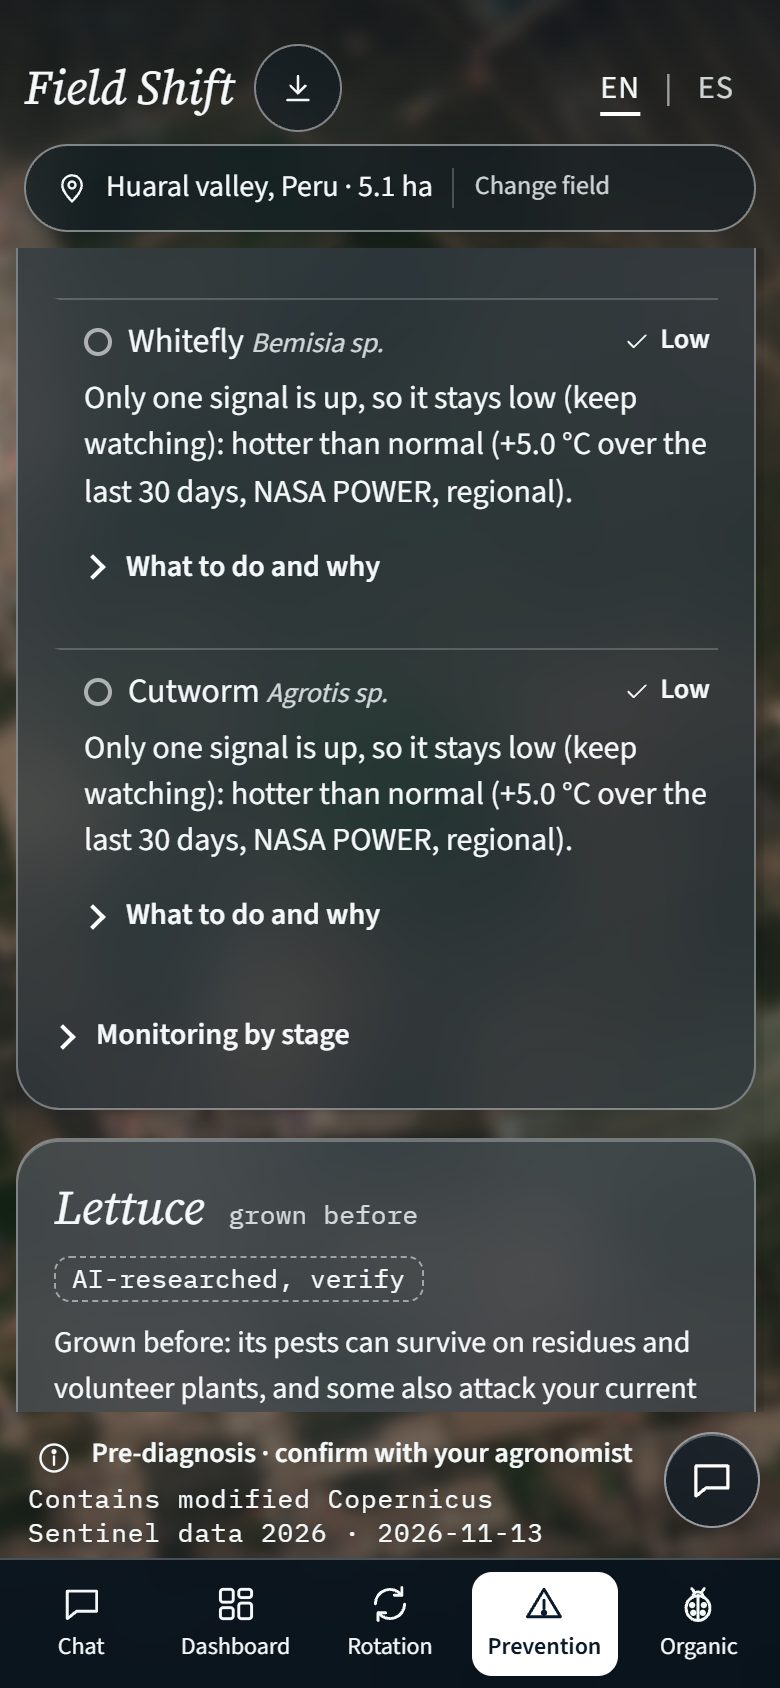 Field Shift
EN | ES
Huaral valley, Peru · 5.1 ha | Change field
Whitefly Bemisia sp.
Low
Only one signal is up, so it stays low (keep
watching): hotter than normal (+5.0 °C over the
last 30 days, NASA POWER, regional).
What to do and why
Cutworm Agrotis sp.
Low
Only one signal is up, so it stays low (keep
watching): hotter than normal (+5.0 °C over the
last 30 days, NASA POWER, regional).
What to do and why
Monitoring by stage
Lettuce grown before
AI-researched, verify
Grown before: its pests can survive on residues and
volunteer plants, and some also attack your current
Pre-diagnosis · confirm with your agronomist
Contains modified Copernicus
Sentinel data 2026 · 2026-11-13
Chat
Dashboard
Rotation
Prevention
Organic